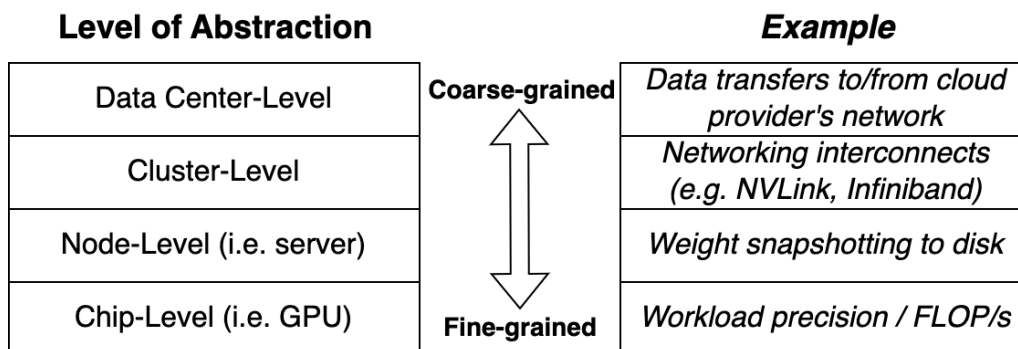 Level of Abstraction
Example
Data Center-Level
Coarse-grained
Data transfers to/from cloud
provider's network
Cluster-Level
Networking interconnects
(e.g. NVLink, Infiniband)
Node-Level (i.e. server)
Weight snapshotting to disk
Chip-Level (i.e. GPU)
Fine-grained
Workload precision / FLOP/s